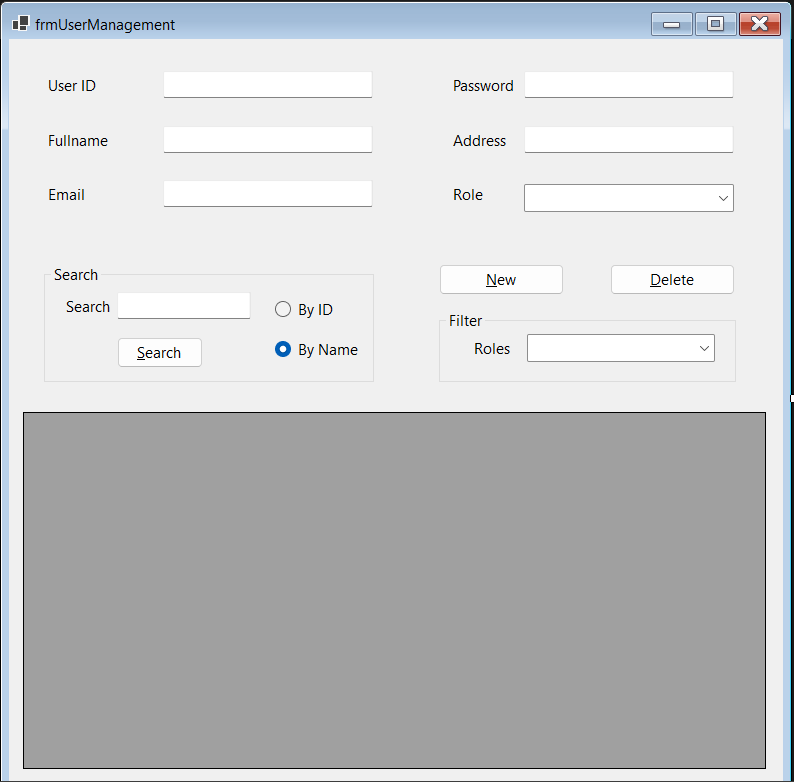 frmUserManagement
User ID
Password
Fullname
Address
Email
Role
Search
New
Delete
Search
By ID
Filter
Search
By Name
Roles